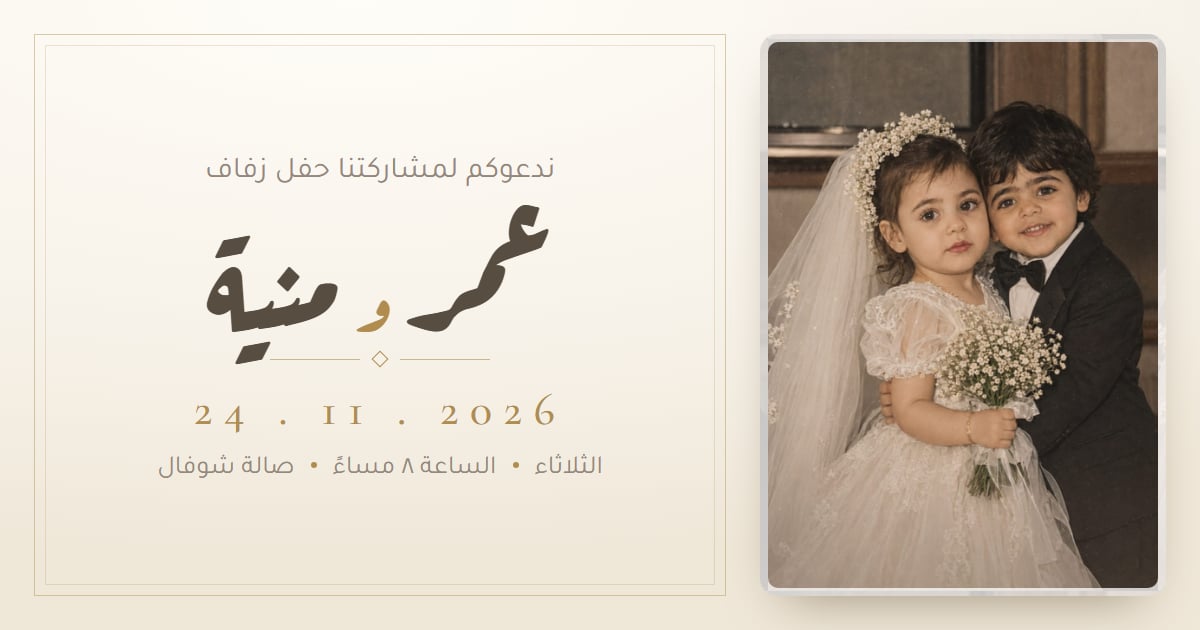 ندعوكم لمشاركتنا حفل زفاف
عمر و منية
24 . 11 . 2026
الثلاثاء • الساعة ٨ مساءً • صالة شوفال